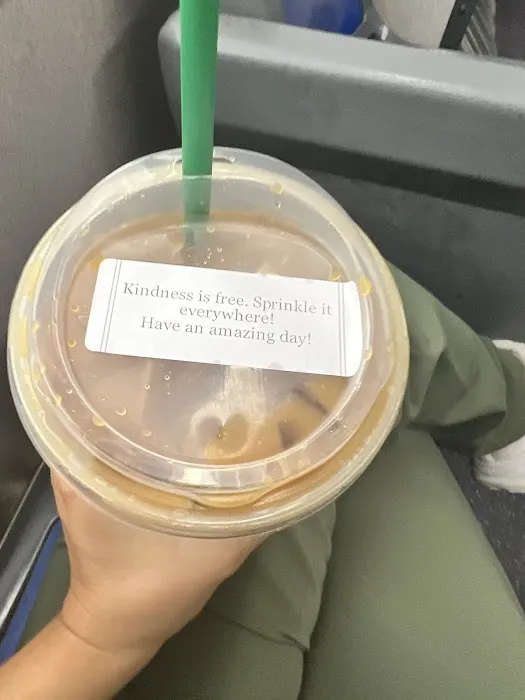 Kindness is free. Sprinkle it
everywhere!
Have an amazing day!